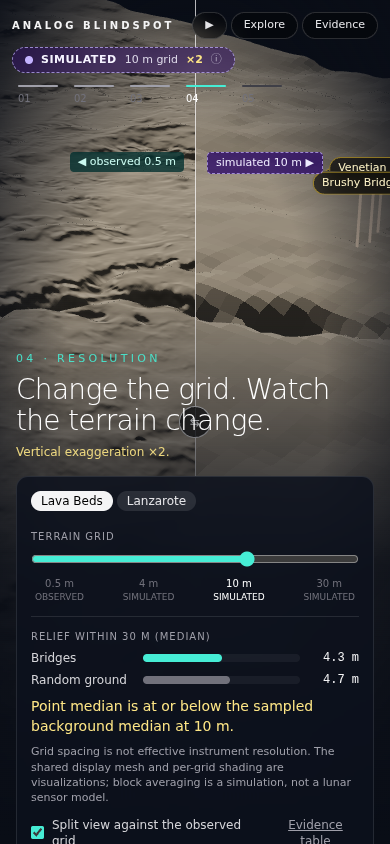 ANALOG BLINDSPOT
▶ Explore Evidence
SIMULATED 10 m grid ×2 ⓘ
01 02 04
◀ observed 0.5 m
simulated 10 m ▶
Venetian
Brushy Bridg
04 · RESOLUTION
Change the grid. Watch
the terrain change.
Vertical exaggeration ×2.
Lava Beds Lanzarote
TERRAIN GRID
0.5 m 4 m 10 m 30 m
OBSERVED SIMULATED SIMULATED SIMULATED
RELIEF WITHIN 30 M (MEDIAN)
Bridges 4.3 m
Random ground 4.7 m
Point median is at or below the sampled
background median at 10 m.
Grid spacing is not effective instrument resolution. The
shared display mesh and per-grid shading are
visualizations; block averaging is a simulation, not a lunar
sensor model.
Split view against the observed
grid
Evidence
table